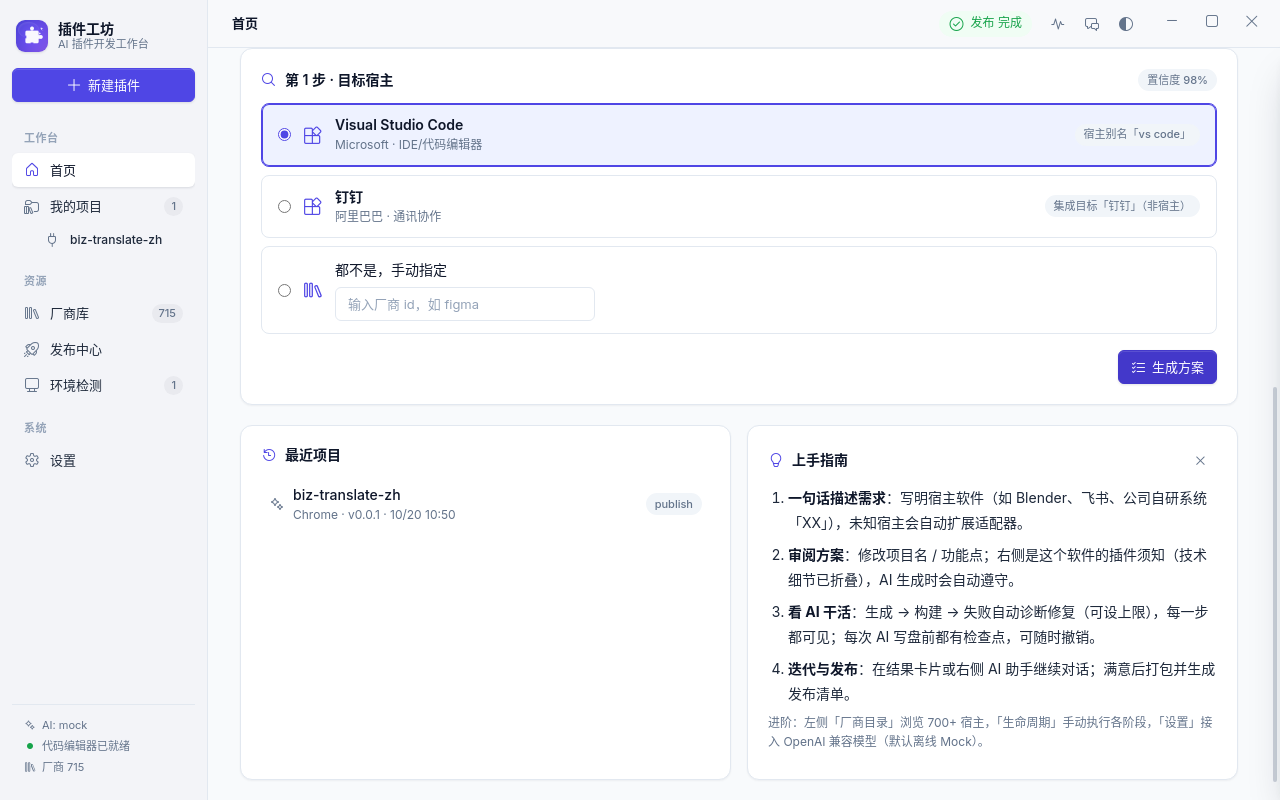 插件工坊
AI 插件开发工作台
新建插件
工作台
首页
我的项目 1
biz-translate-zh
资源
厂商库 715
发布中心
环境检测 1
系统
设置
AI: mock
代码编辑器已就绪
厂商 715
首页
发布 完成
第 1 步 · 目标宿主
置信度 98%
Visual Studio Code
Microsoft · IDE/代码编辑器
宿主别名「vs code」
钉钉
阿里巴巴 · 通讯协作
集成目标「钉钉」（非宿主）
都不是，手动指定
输入厂商 id，如 figma
生成方案
最近项目
biz-translate-zh
Chrome · v0.0.1 · 10/20 10:50
publish
上手指南
1. 一句话描述需求：写明宿主软件（如 Blender、飞书、公司自研系统
「XX」），未知宿主会自动扩展适配器。
2. 审阅方案：修改项目名 / 功能点；右侧是这个软件的插件须知（技术
细节已折叠），AI 生成时会自动遵守。
3. 看 AI 干活：生成 → 构建 → 失败自动诊断修复（可设上限），每一步
都可见；每次 AI 写盘前都有检查点，可随时撤销。
4. 迭代与发布：在结果卡片或右侧 AI 助手继续对话；满意后打包并生成
发布清单。
进阶：左侧「厂商目录」浏览 700+ 宿主，「生命周期」手动执行各阶段，「设置」接
入 OpenAI 兼容模型（默认离线 Mock）。